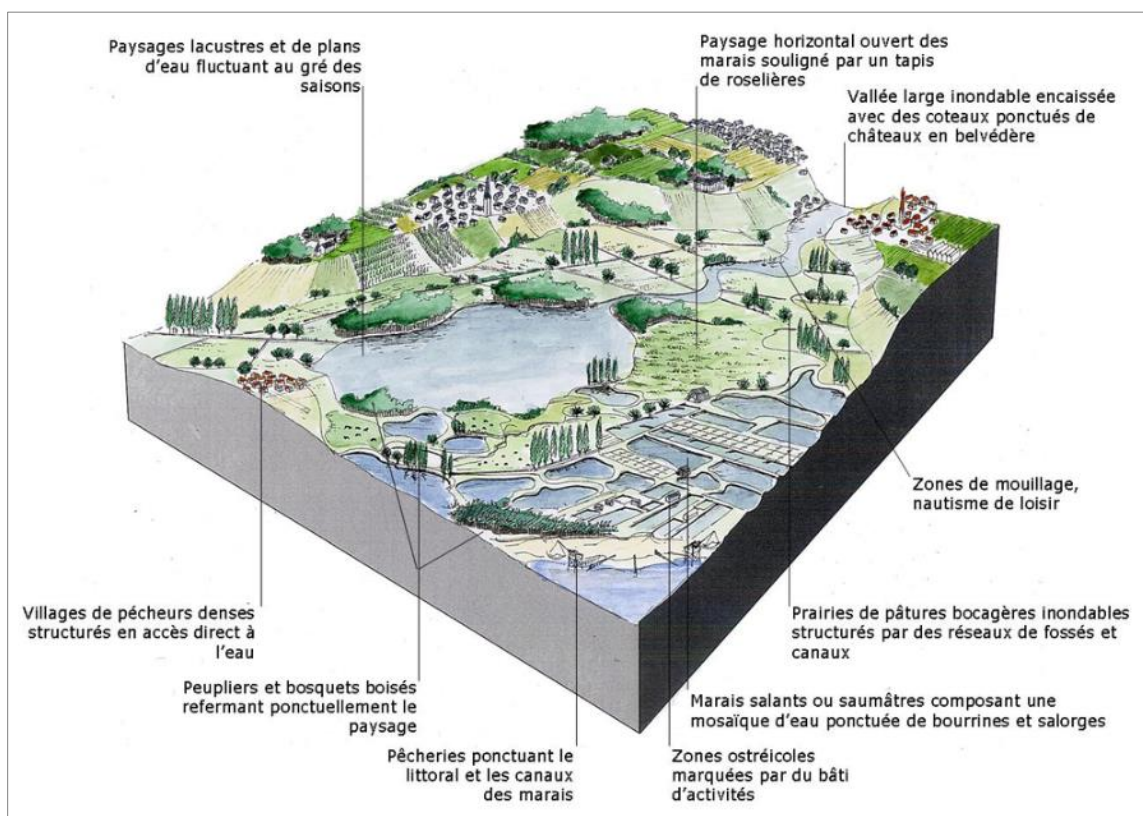 Paysages lacustres et de plans
d'eau fluctuant au gré des
saisons
Paysage horizontal ouvert des
marais souligné par un tapis
de roselières
Vallée large inondable encaissée
avec des coteaux ponctués de
châteaux en belvédère
Zones de mouillage,
nautisme de loisir
Villages de pécheurs denses
structurés en accès direct à
l'eau
Prairies de pâtures bocagères inondables
structurés par des réseaux de fossés et
canaux
Peupliers et bosquets boisés
refermant ponctuellement le
paysage
Marais salants ou saumâtres composant une
mosaïque d'eau ponctuée de bourrines et salorges
Pêcheries ponctuant le
littoral et les canaux
des marais
Zones ostréicoles
marquées par du bâti
d'activités